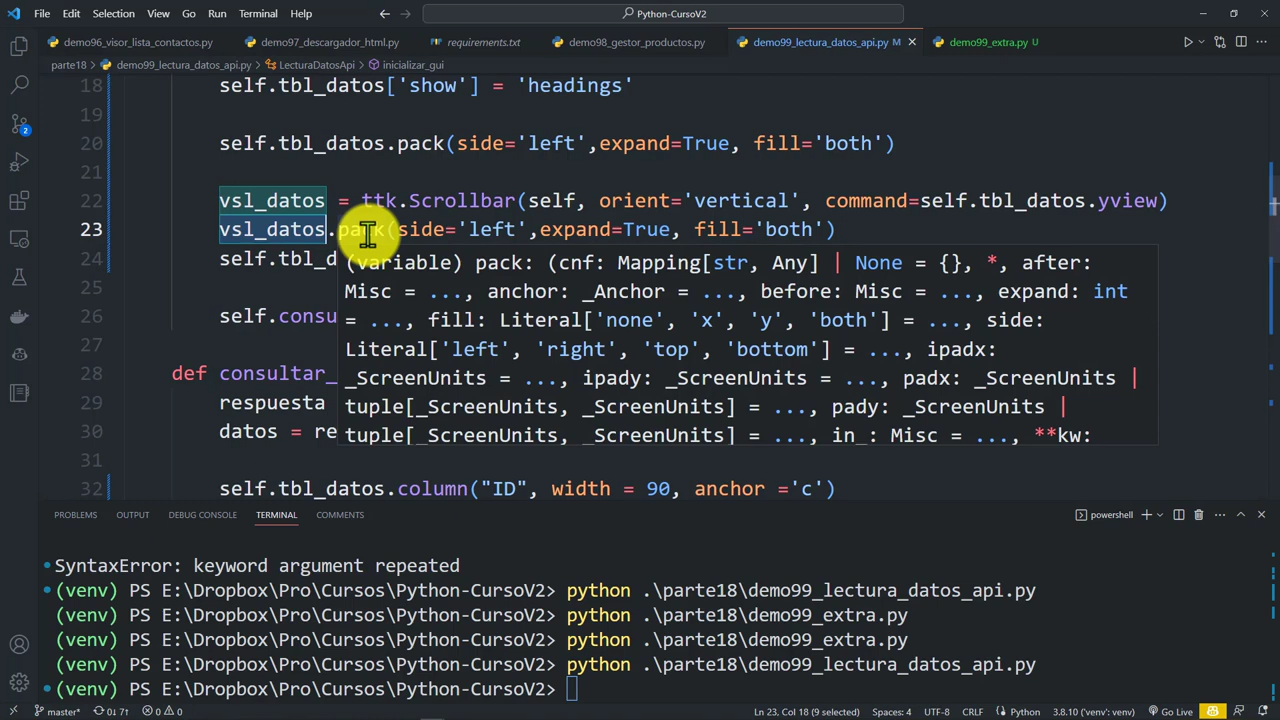 File Edit Selection View Go Run Terminal Help
Python-CursoV2
demo96_visor_lista_contactos.py demo97_descargador_html.py requirements.txt demo98_gestor_productos.py demo99_lectura_datos_api.py M demo99_extra.py U
parte18 > demo99_lectura_datos_api.py > LecturaDatosApi > inicializar_gui
18 self.tbl_datos['show'] = 'headings'
19
20 self.tbl_datos.pack(side='left',expand=True, fill='both')
21
22 vsl_datos = ttk.Scrollbar(self, orient='vertical', command=self.tbl_datos.yview)
23 vsl_datos.pack(side='left',expand=True, fill='both')
24 self.tbl_d
(variable) pack: (cnf: Mapping[str, Any] | None = {}, *, after:
25 Misc = ..., anchor: _Anchor = ..., before: Misc = ..., expand: int
26 self.consu
= ..., fill: Literal['none', 'x', 'y', 'both'] = ..., side:
27 Literal['left', 'right', 'top', 'bottom'] = ..., ipadx:
28 def consultar_
_ScreenUnits = ..., ipady: _ScreenUnits = ..., padx: _ScreenUnits |
29 respuesta
tuple[_ScreenUnits, _ScreenUnits] = ..., pady: _ScreenUnits |
30 datos = re
tuple[_ScreenUnits, _ScreenUnits] = ..., in_: Misc = ..., **kw:
31
32 self.tbl_datos.column("ID", width = 90, anchor ='c')
PROBLEMS OUTPUT DEBUG CONSOLE TERMINAL COMMENTS
powershell
SyntaxError: keyword argument repeated
(venv) PS E:\Dropbox\Pro\Cursos\Python-CursoV2> python .\parte18\demo99_lectura_datos_api.py
(venv) PS E:\Dropbox\Pro\Cursos\Python-CursoV2> python .\parte18\demo99_extra.py
(venv) PS E:\Dropbox\Pro\Cursos\Python-CursoV2> python .\parte18\demo99_extra.py
(venv) PS E:\Dropbox\Pro\Cursos\Python-CursoV2> python .\parte18\demo99_lectura_datos_api.py
(venv) PS E:\Dropbox\Pro\Cursos\Python-CursoV2>
master* 0↓ 7↑ 0 0 Ln 23, Col 18 (9 selected) Spaces: 4 UTF-8 CRLF Python 3.8.10 ('venv': venv) Go Live
2